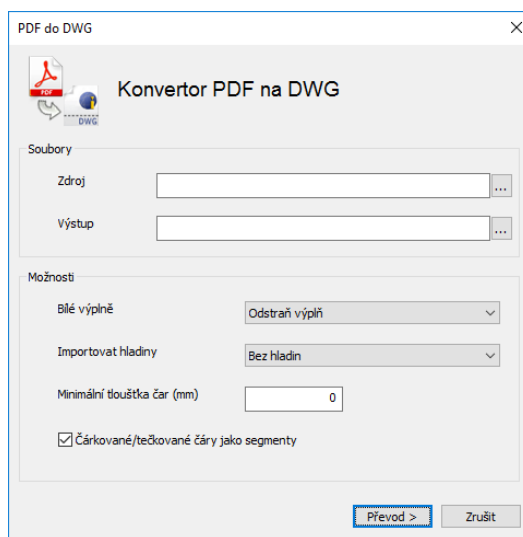 PDF do DWG
PDF
DWG
Konvertor PDF na DWG
Soubory
Zdroj
...
Výstup
...
Možnosti
Bílé výplně
Odstraň výplň
Importovat hladiny
Bez hladin
Minimální tloušťka čar (mm)
0
Čárkované/tečkované čáry jako segmenty
Převod >
Zrušit